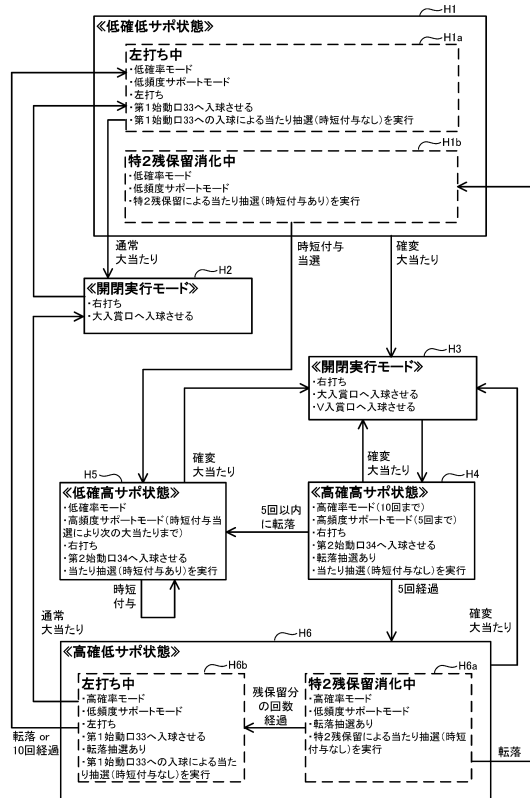 H1
≪低確低サポ状態≫
H1a
左打ち中
・低確率モード
・低頻度サポートモード
・左打ち
・第1始動口33へ入球させる
・第1始動口33への入球による当たり抽選(時短付与なし)を実行
H1b
特2残保留消化中
・低確率モード
・低頻度サポートモード
・特2残保留による当たり抽選(時短付与あり)を実行
通常
大当たり
時短付与
当選
確変
大当たり
H2
≪開閉実行モード≫
・右打ち
・大入賞口へ入球させる
H3
≪開閉実行モード≫
・右打ち
・大入賞口へ入球させる
・V入賞口へ入球させる
確変
大当たり
確変
大当たり
H5
≪低確高サポ状態≫
・低確率モード
・高頻度サポートモード(時短付与当
選により次の大当たりまで)
・右打ち
・第2始動口34へ入球させる
・当たり抽選(時短付与あり)を実行
5回以内
に転落
H4
≪高確高サポ状態≫
・高確率モード(10回まで)
・高頻度サポートモード(5回まで)
・右打ち
・第2始動口34へ入球させる
・転落抽選あり
・当たり抽選(時短付与なし)を実行
時短
付与
5回経過
通常
大当たり
確変
大当たり
H6
≪高確低サポ状態≫
H6b
左打ち中
・高確率モード
・低頻度サポートモード
・左打ち
・第1始動口33へ入球させる
・転落抽選あり
・第1始動口33への入球による当た
り抽選(時短付与なし)を実行
残保留分
の回数
経過
H6a
特2残保留消化中
・高確率モード
・低頻度サポートモード
・転落抽選あり
・特2残保留による当たり抽選(時短
付与なし)を実行
転落 or
10回経過
転落